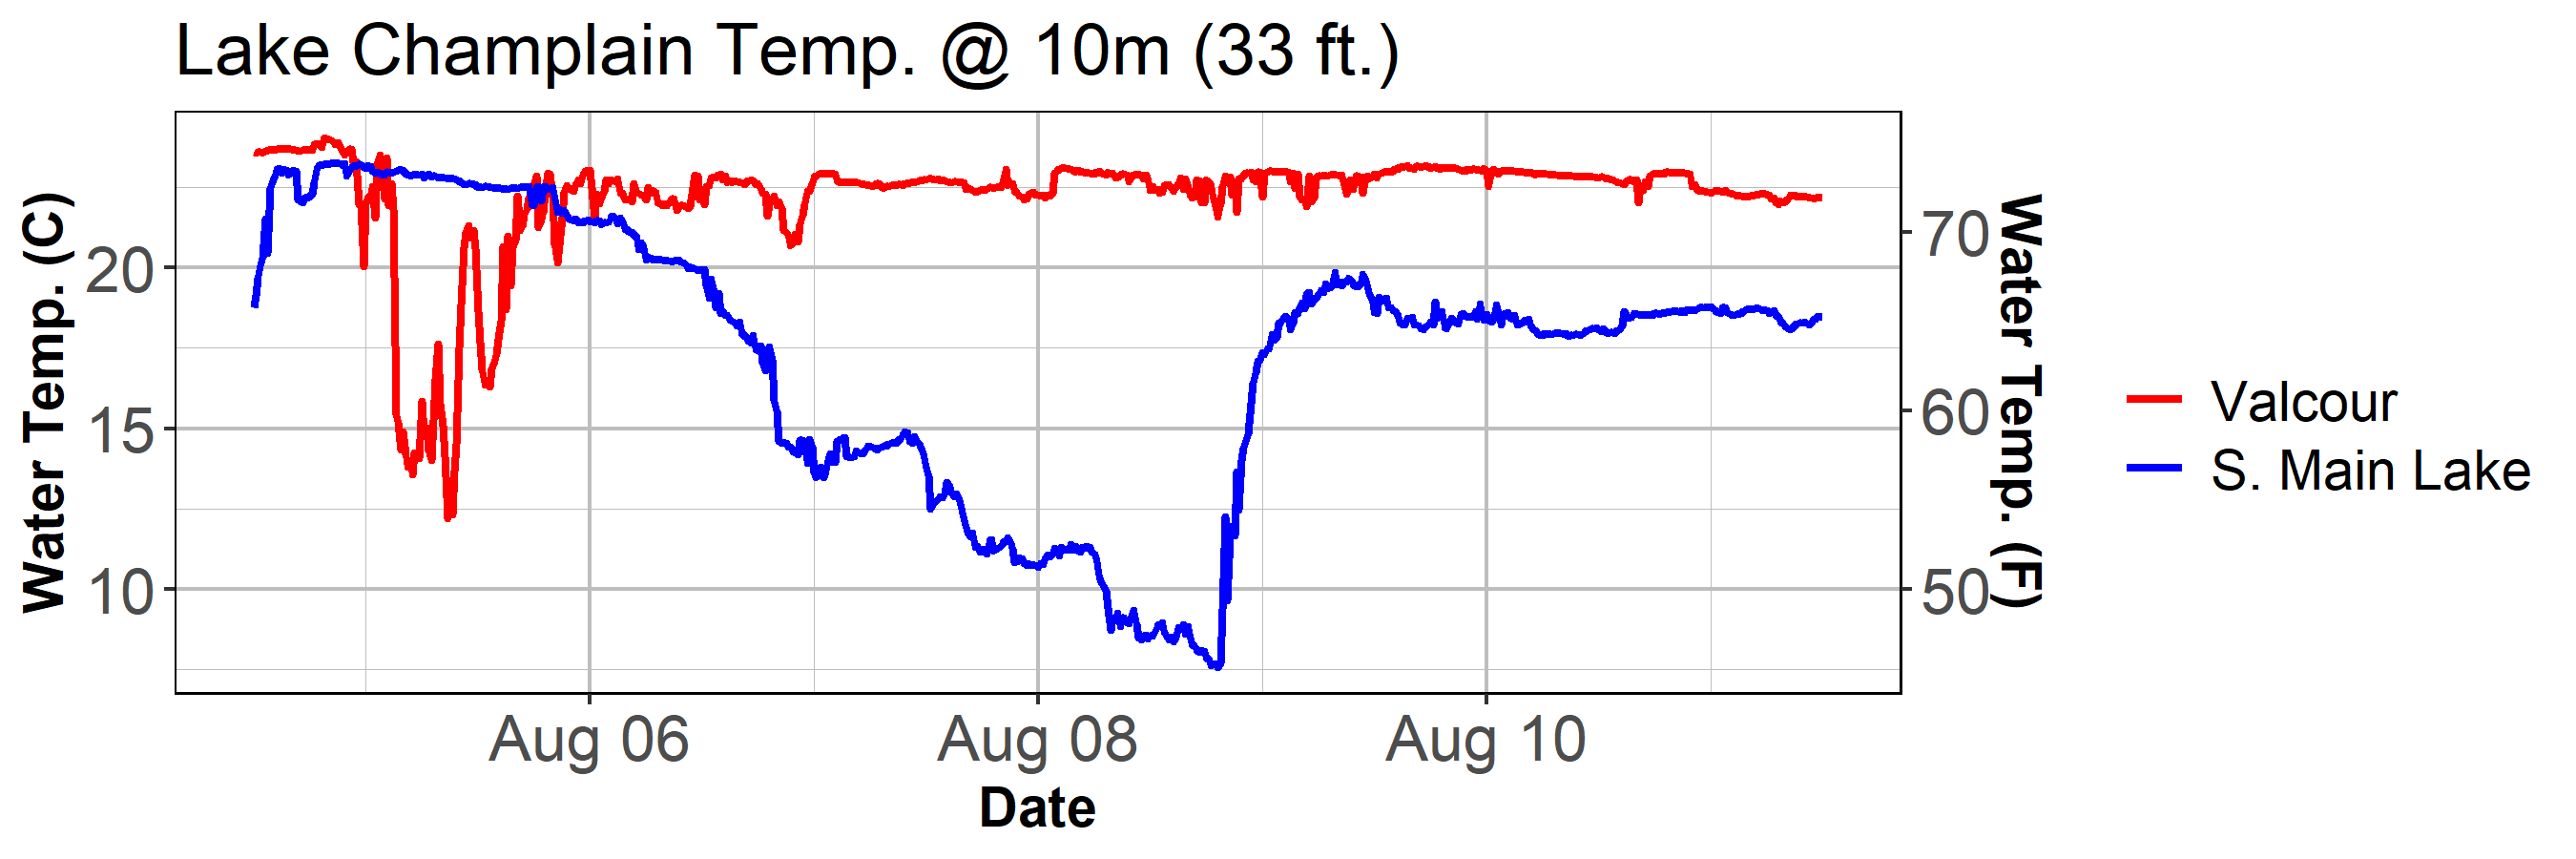 Lake Champlain Temp. @ 10m (33 ft.)
Water Temp. (C)
20
15
10
70
60
50
Water Temp. (F)
Aug 06
Aug 08
Aug 10
Date
Valcour
S. Main Lake